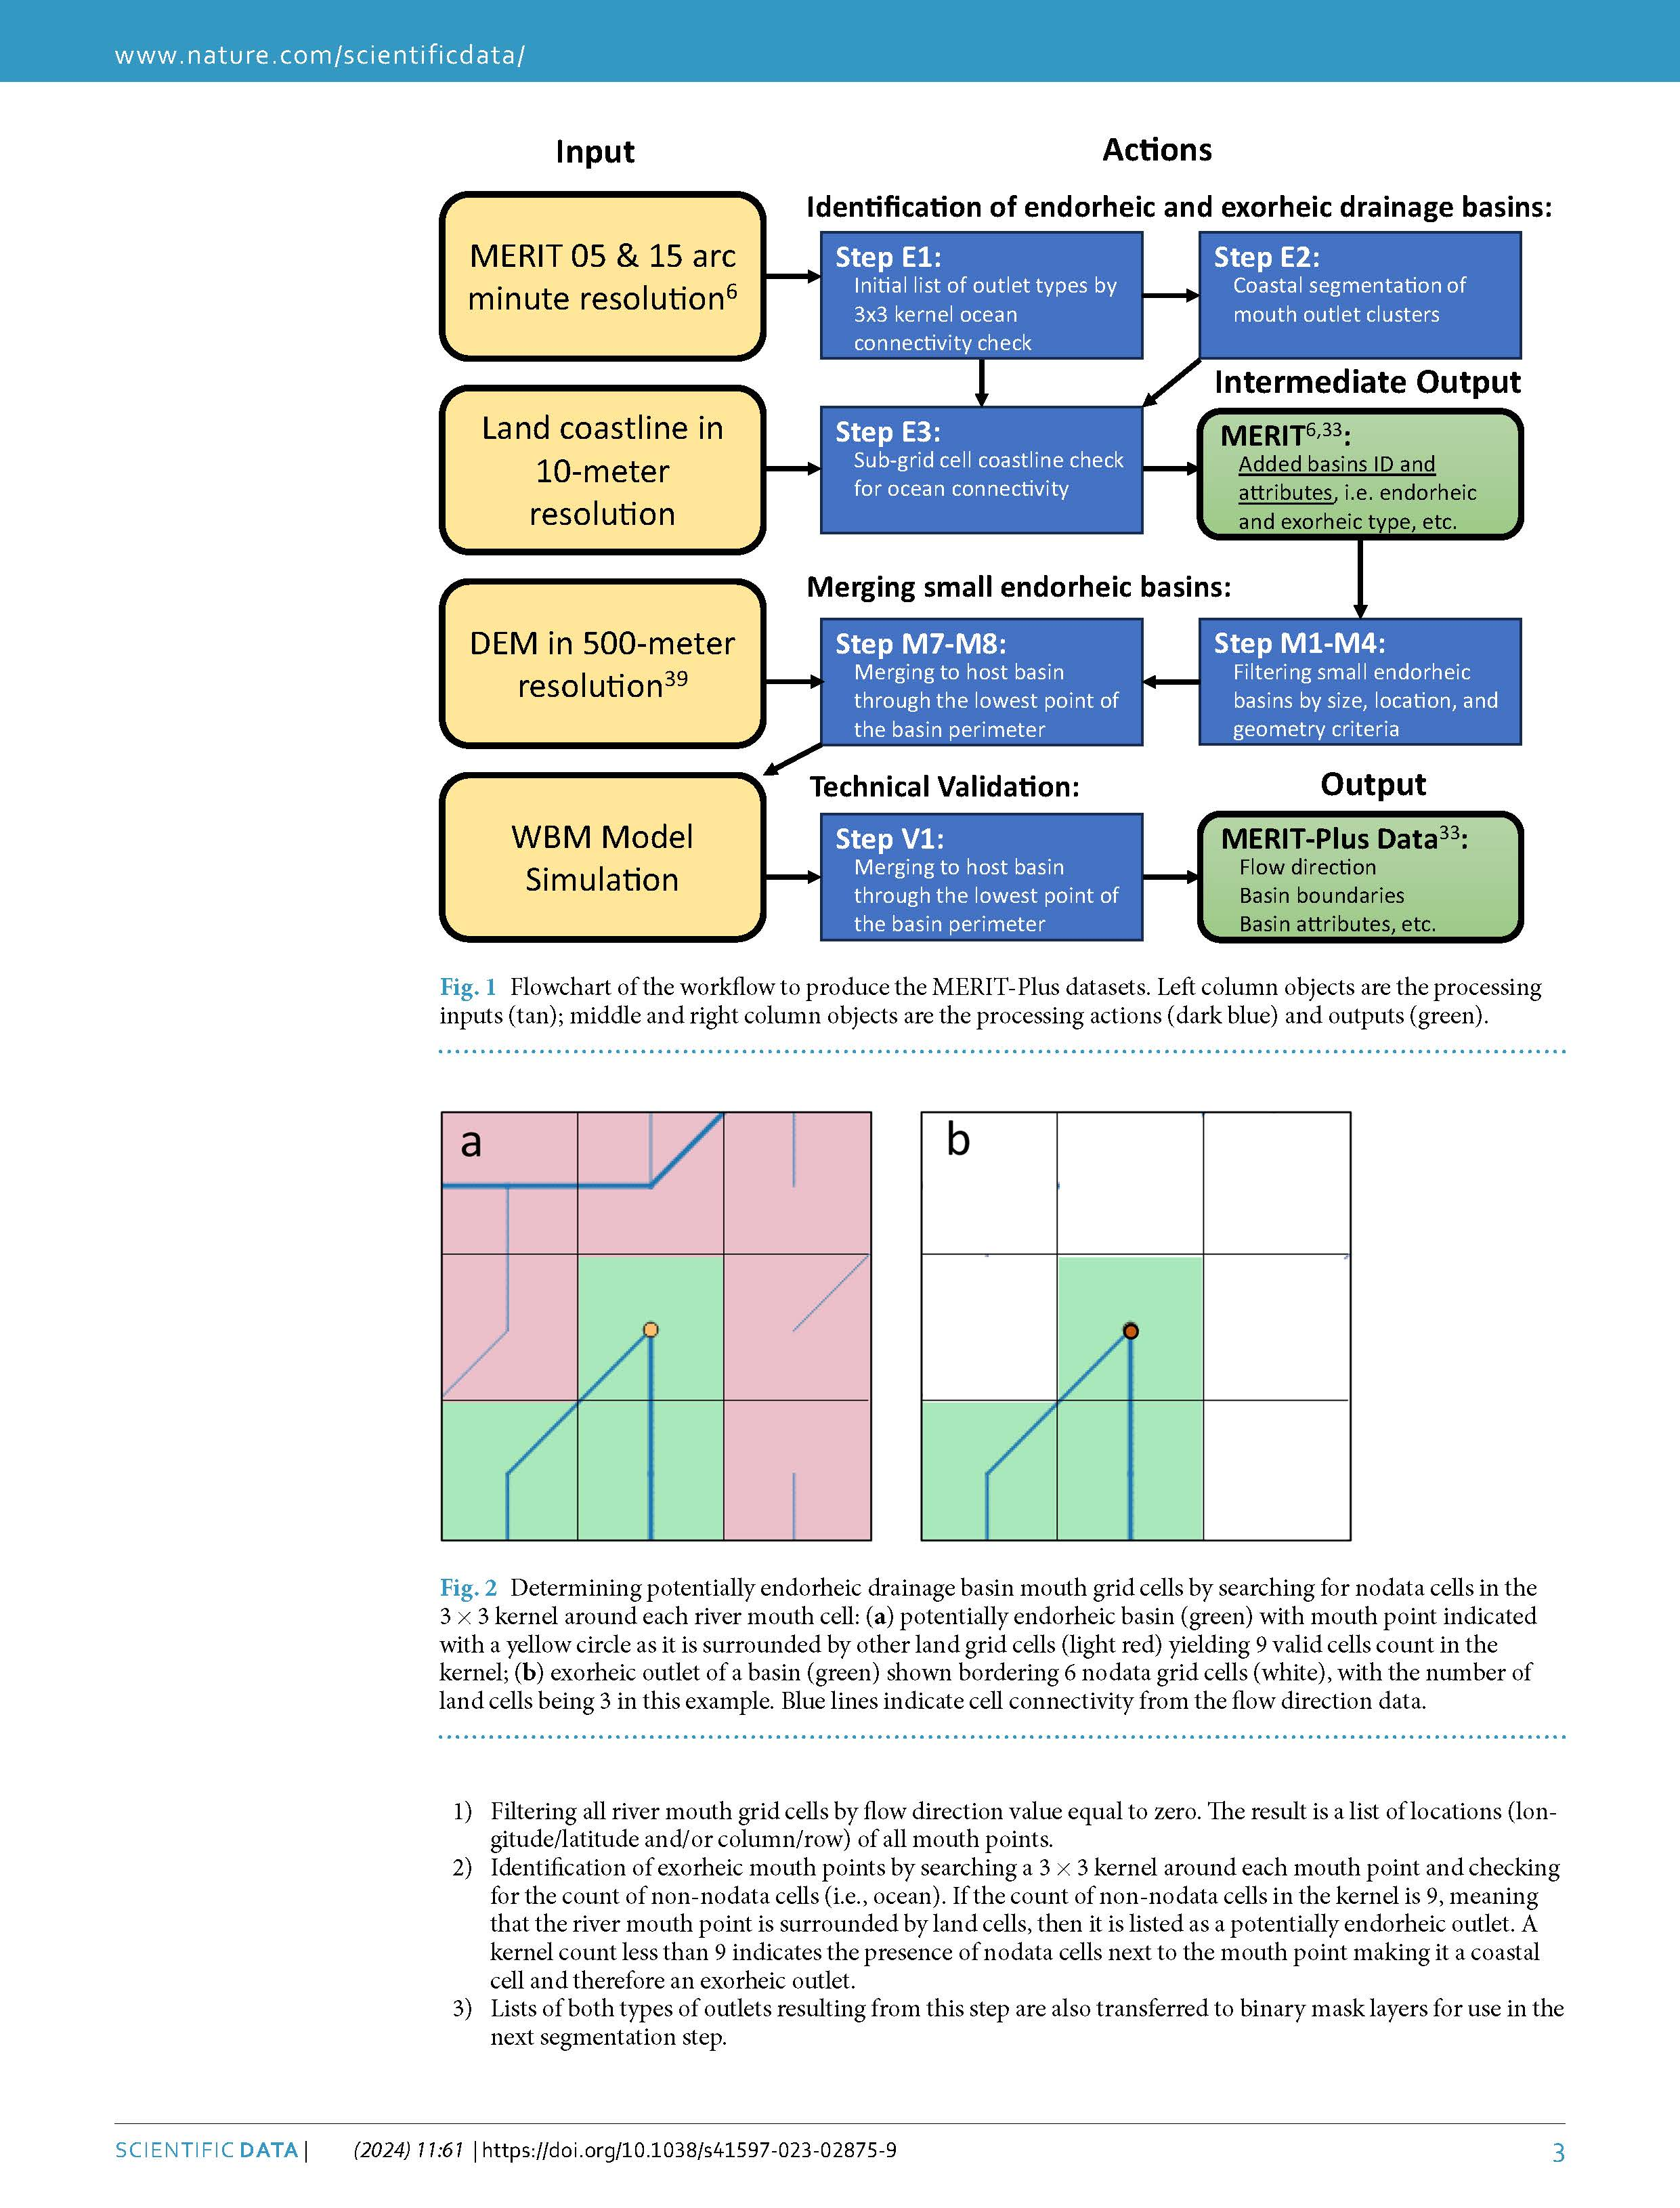 www.nature.com/scientificdata/
Input
Actions
Identification of endorheic and exorheic drainage basins:
MERIT 05 & 15 arc
minute resolution6
Step E1:
Initial list of outlet types by
3x3 kernel ocean
connectivity check
Step E2:
Coastal segmentation of
mouth outlet clusters
Land coastline in
10-meter
resolution
Step E3:
Sub-grid cell coastline check
for ocean connectivity
Intermediate Output
MERIT6,33:
Added basins ID and
attributes, i.e. endorheic
and exorheic type, etc.
Merging small endorheic basins:
DEM in 500-meter
resolution39
Step M7-M8:
Merging to host basin
through the lowest point of
the basin perimeter
Step M1-M4:
Filtering small endorheic
basins by size, location, and
geometry criteria
WBM Model
Simulation
Technical Validation:
Step V1:
Merging to host basin
through the lowest point of
the basin perimeter
Output
MERIT-Plus Data33:
Flow direction
Basin boundaries
Basin attributes, etc.
Fig. 1 Flowchart of the workflow to produce the MERIT-Plus datasets. Left column objects are the processing
inputs (tan); middle and right column objects are the processing actions (dark blue) and outputs (green).
a
b
Fig. 2 Determining potentially endorheic drainage basin mouth grid cells by searching for nodata cells in the
3 × 3 kernel around each river mouth cell: (a) potentially endorheic basin (green) with mouth point indicated
with a yellow circle as it is surrounded by other land grid cells (light red) yielding 9 valid cells count in the
kernel; (b) exorheic outlet of a basin (green) shown bordering 6 nodata grid cells (white), with the number of
land cells being 3 in this example. Blue lines indicate cell connectivity from the flow direction data.
1) Filtering all river mouth grid cells by flow direction value equal to zero. The result is a list of locations (lon-
gitude/latitude and/or column/row) of all mouth points.
2) Identification of exorheic mouth points by searching a 3 × 3 kernel around each mouth point and checking
for the count of non-nodata cells (i.e., ocean). If the count of non-nodata cells in the kernel is 9, meaning
that the river mouth point is surrounded by land cells, then it is listed as a potentially endorheic outlet. A
kernel count less than 9 indicates the presence of nodata cells next to the mouth point making it a coastal
cell and therefore an exorheic outlet.
3) Lists of both types of outlets resulting from this step are also transferred to binary mask layers for use in the
next segmentation step.
SCIENTIFIC DATA | (2024) 11:61 | https://doi.org/10.1038/s41597-023-02875-9
3